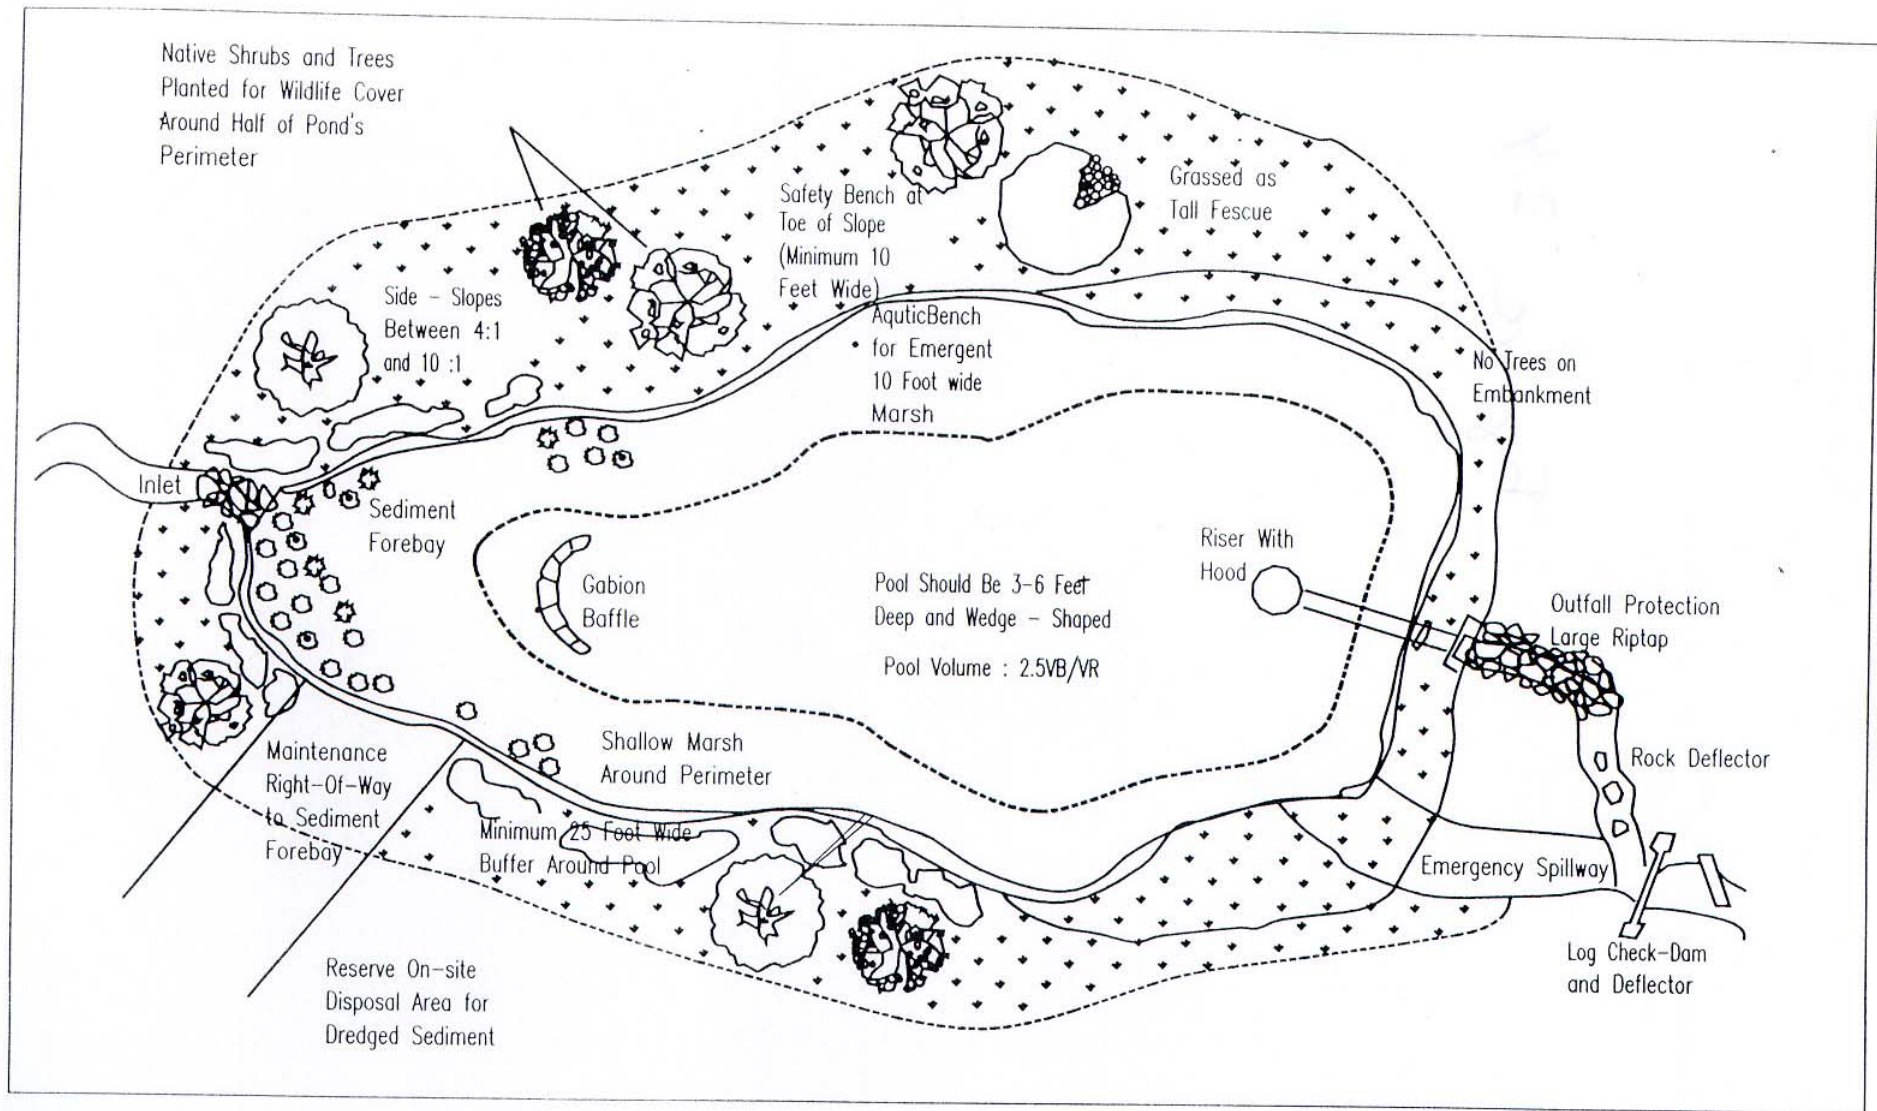 Native Shrubs and Trees
Planted for Wildlife Cover
Around Half of Pond's
Perimeter
Safety Bench at
Toe of Slope
(Minimum 10
Feet Wide)
Grassed as
Tall Fescue
Side - Slopes
Between 4:1
and 10 :1
AquticBench
for Emergent
10 Foot wide
Marsh
No Trees on
Embankment
Inlet
Sediment
Forebay
Gabion
Baffle
Pool Should Be 3-6 Feet
Deep and Wedge - Shaped
Pool Volume : 2.5VB/VR
Riser With
Hood
Outfall Protection
Large Riptap
Rock Deflector
Maintenance
Right-Of-Way
to Sediment
Forebay
Shallow Marsh
Around Perimeter
Minimum 25 Foot Wide
Buffer Around Pool
Emergency Spillway
Log Check-Dam
and Deflector
Reserve On-site
Disposal Area for
Dredged Sediment